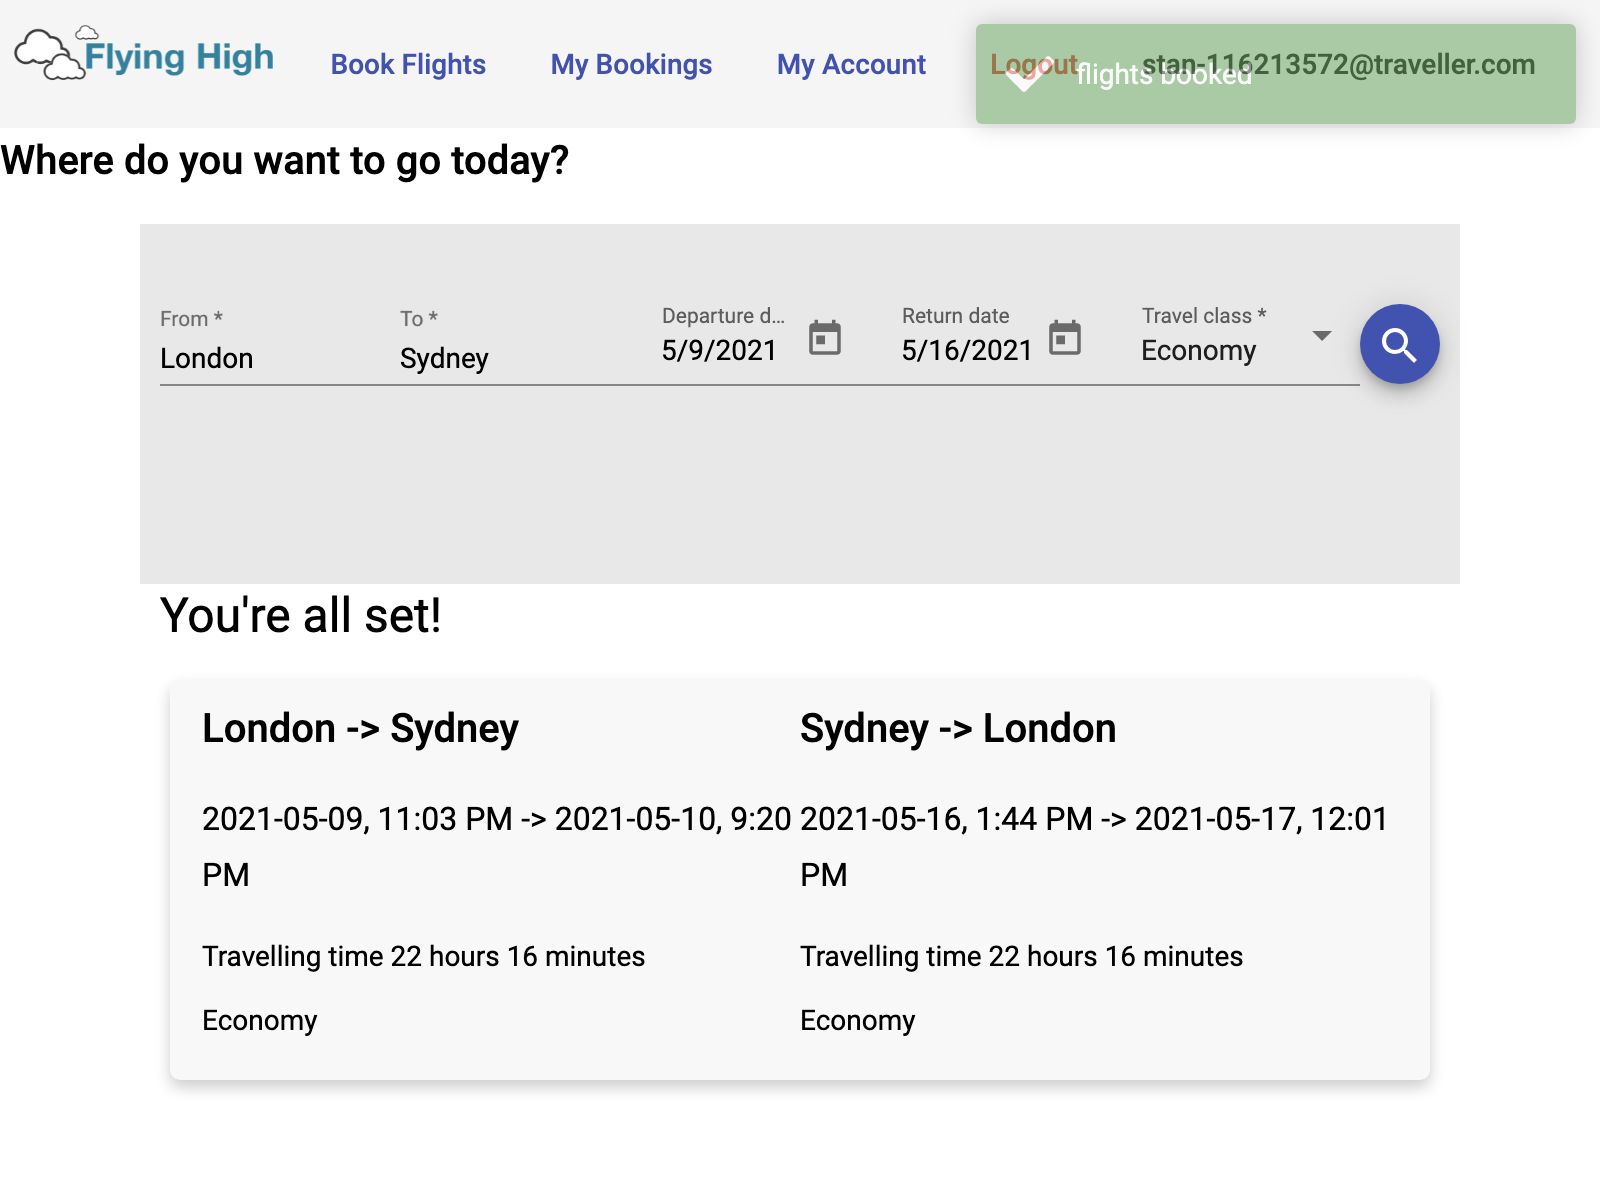 Flying High
Book Flights
My Bookings
My Account
Logout
stan-116213572@traveller.com
flights booked
Where do you want to go today?
From *
London
To *
Sydney
Departure d...
5/9/2021
Return date
5/16/2021
Travel class *
Economy
You're all set!
London -> Sydney
2021-05-09, 11:03 PM -> 2021-05-10, 9:20
PM
Travelling time 22 hours 16 minutes
Economy
Sydney -> London
2021-05-16, 1:44 PM -> 2021-05-17, 12:01
PM
Travelling time 22 hours 16 minutes
Economy